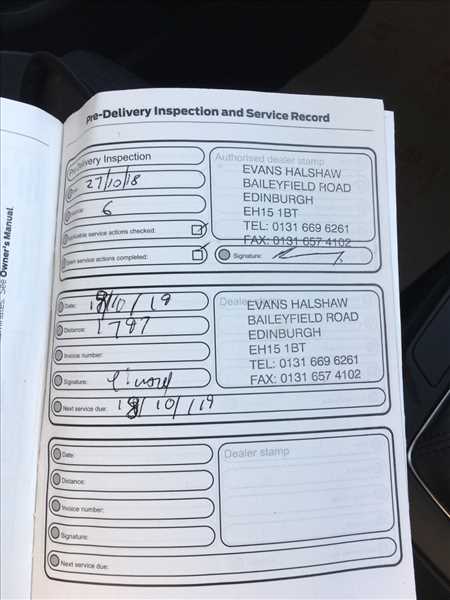 Pre-Delivery Inspection and Service Record
Pre-Delivery Inspection
27/10/18
6
service actions checked:
service actions completed:
Authorised dealer stamp
EVANS HALSHAW
BAILEYFIELD ROAD
EDINBURGH
EH15 1BT
TEL: 0131 669 6261
FAX: 0131 657 4102
Signature:
Date: 18/10/19
Distance: 1787
Invoice number:
Signature:
Next service due: 18/10/19
Dealer
EVANS HALSHAW
BAILEYFIELD ROAD
EDINBURGH
EH15 1BT
TEL: 0131 669 6261
FAX: 0131 657 4102
Date:
Distance:
Invoice number:
Signature:
Next service due:
Dealer stamp
See Owner's Manual.